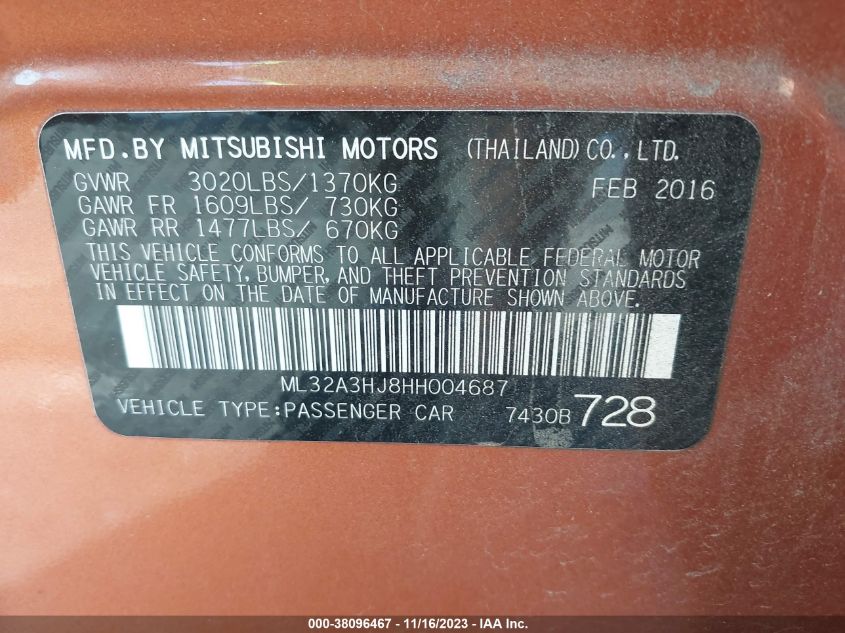 MFD.BY MITSUBISHI MOTORS (THAILAND)CO.,LTD.
GVWR 3020LBS/1370KG FEB 2016
GAWR FR 1609LBS/ 730KG
GAWR RR 1477LBS/ 670KG
THIS VEHICLE CONFORMS TO ALL APPLICABLE FEDERAL MOTOR
VEHICLE SAFETY, BUMPER, AND THEFT PREVENTION STANDARDS
IN EFFECT ON THE DATE OF MANUFACTURE SHOWN ABOVE.
ML32A3HJ8HH004687
VEHICLE TYPE:PASSENGER CAR 7430B 728
000-38096467 - 11/16/2023 - IAA Inc.